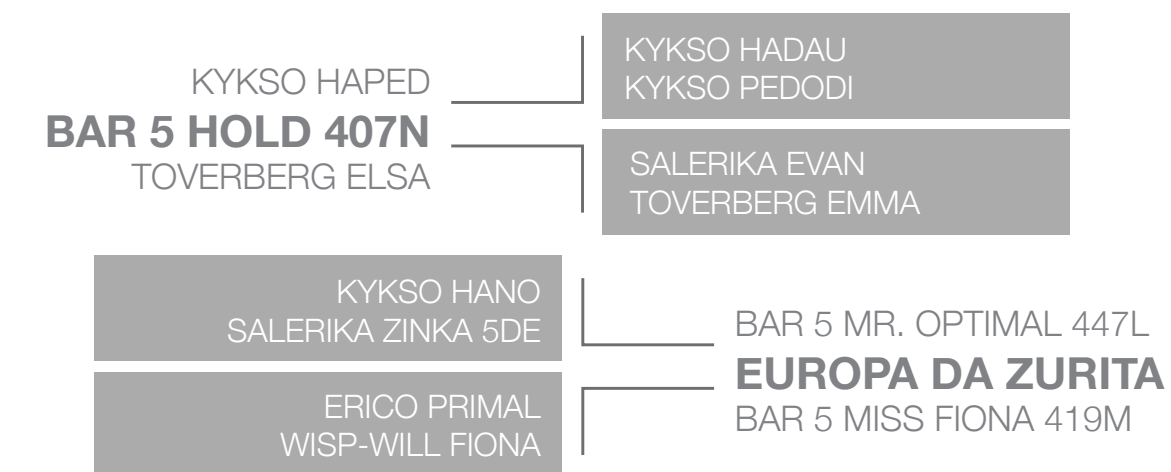 KYKSO HAPED
BAR 5 HOLD 407N
TOVERBERG ELSA
KYKSO HADAU
KYKSO PEDODI
SALERIKA EVAN
TOVERBERG EMMA
KYKSO HANO
SALERIKA ZINKA 5DE
ERICO PRIMAL
WISP-WILL FIONA
BAR 5 MR. OPTIMAL 447L
EUROPA DA ZURITA
BAR 5 MISS FIONA 419M